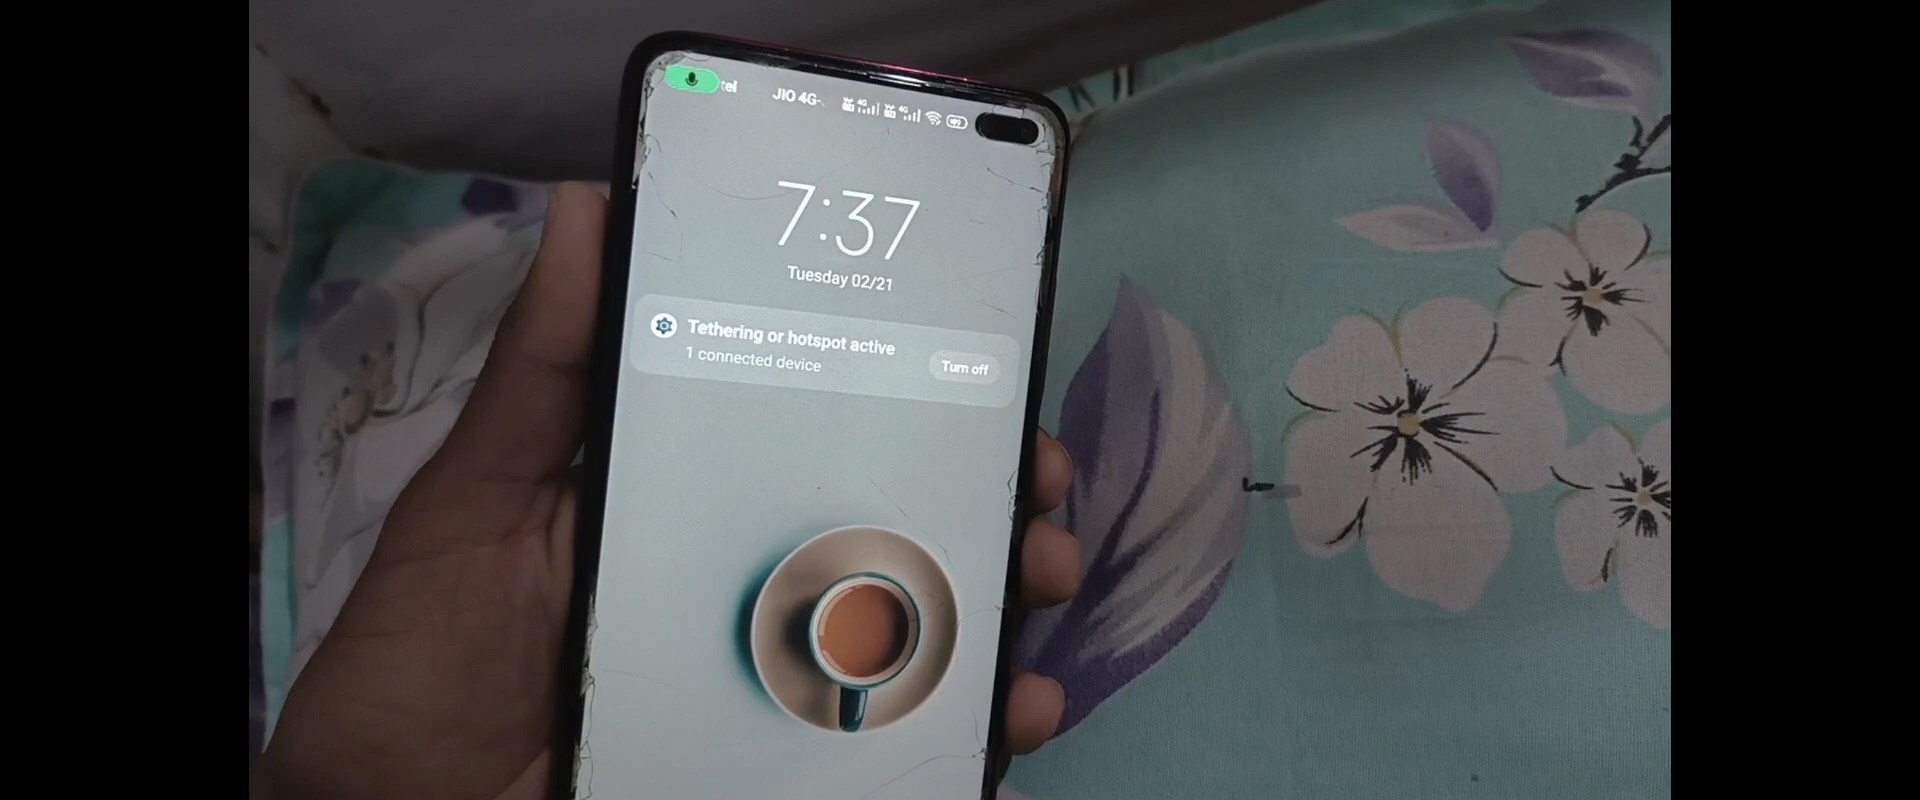 tel JIO 4G
7:37
Tuesday 02/21
Tethering or hotspot active
1 connected device
Turn off